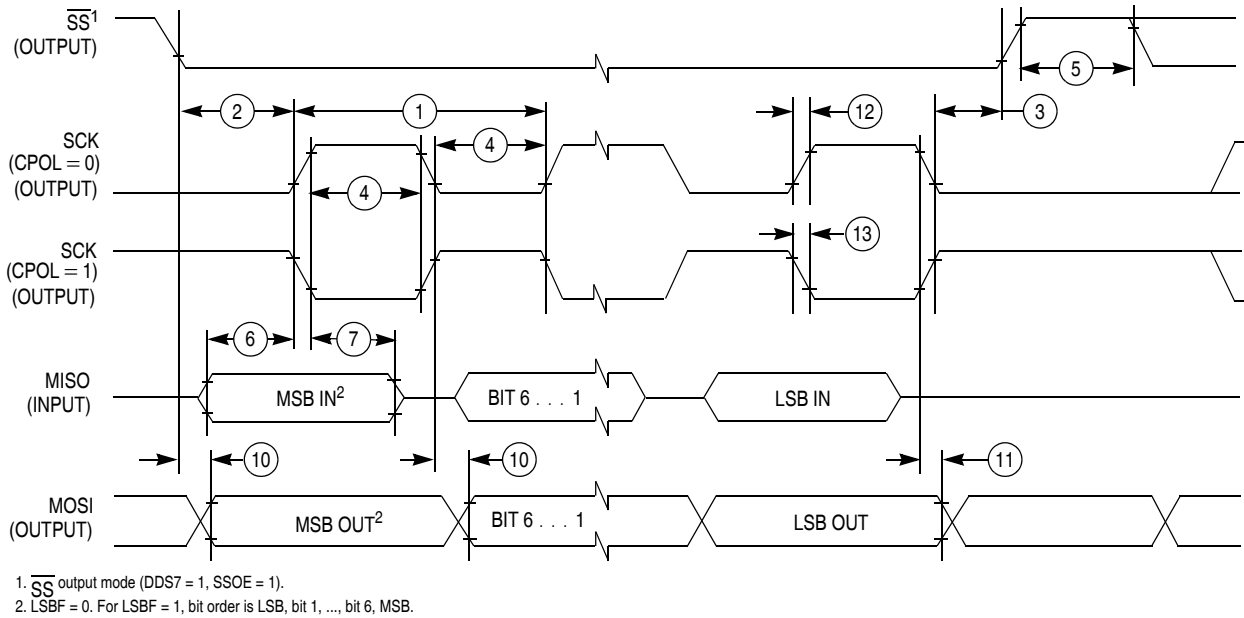 SS¹
(OUTPUT)
5
2
1
12
3
SCK
(CPOL = 0)
(OUTPUT)
4
4
SCK
(CPOL = 1)
(OUTPUT)
13
6
7
MISO
(INPUT)
MSB IN²
BIT 6 . . . 1
LSB IN
10
10
11
MOSI
(OUTPUT)
MSB OUT²
BIT 6 . . . 1
LSB OUT
1. SS output mode (DDS7 = 1, SSOE = 1).
2. LSBF = 0. For LSBF = 1, bit order is LSB, bit 1, ..., bit 6, MSB.